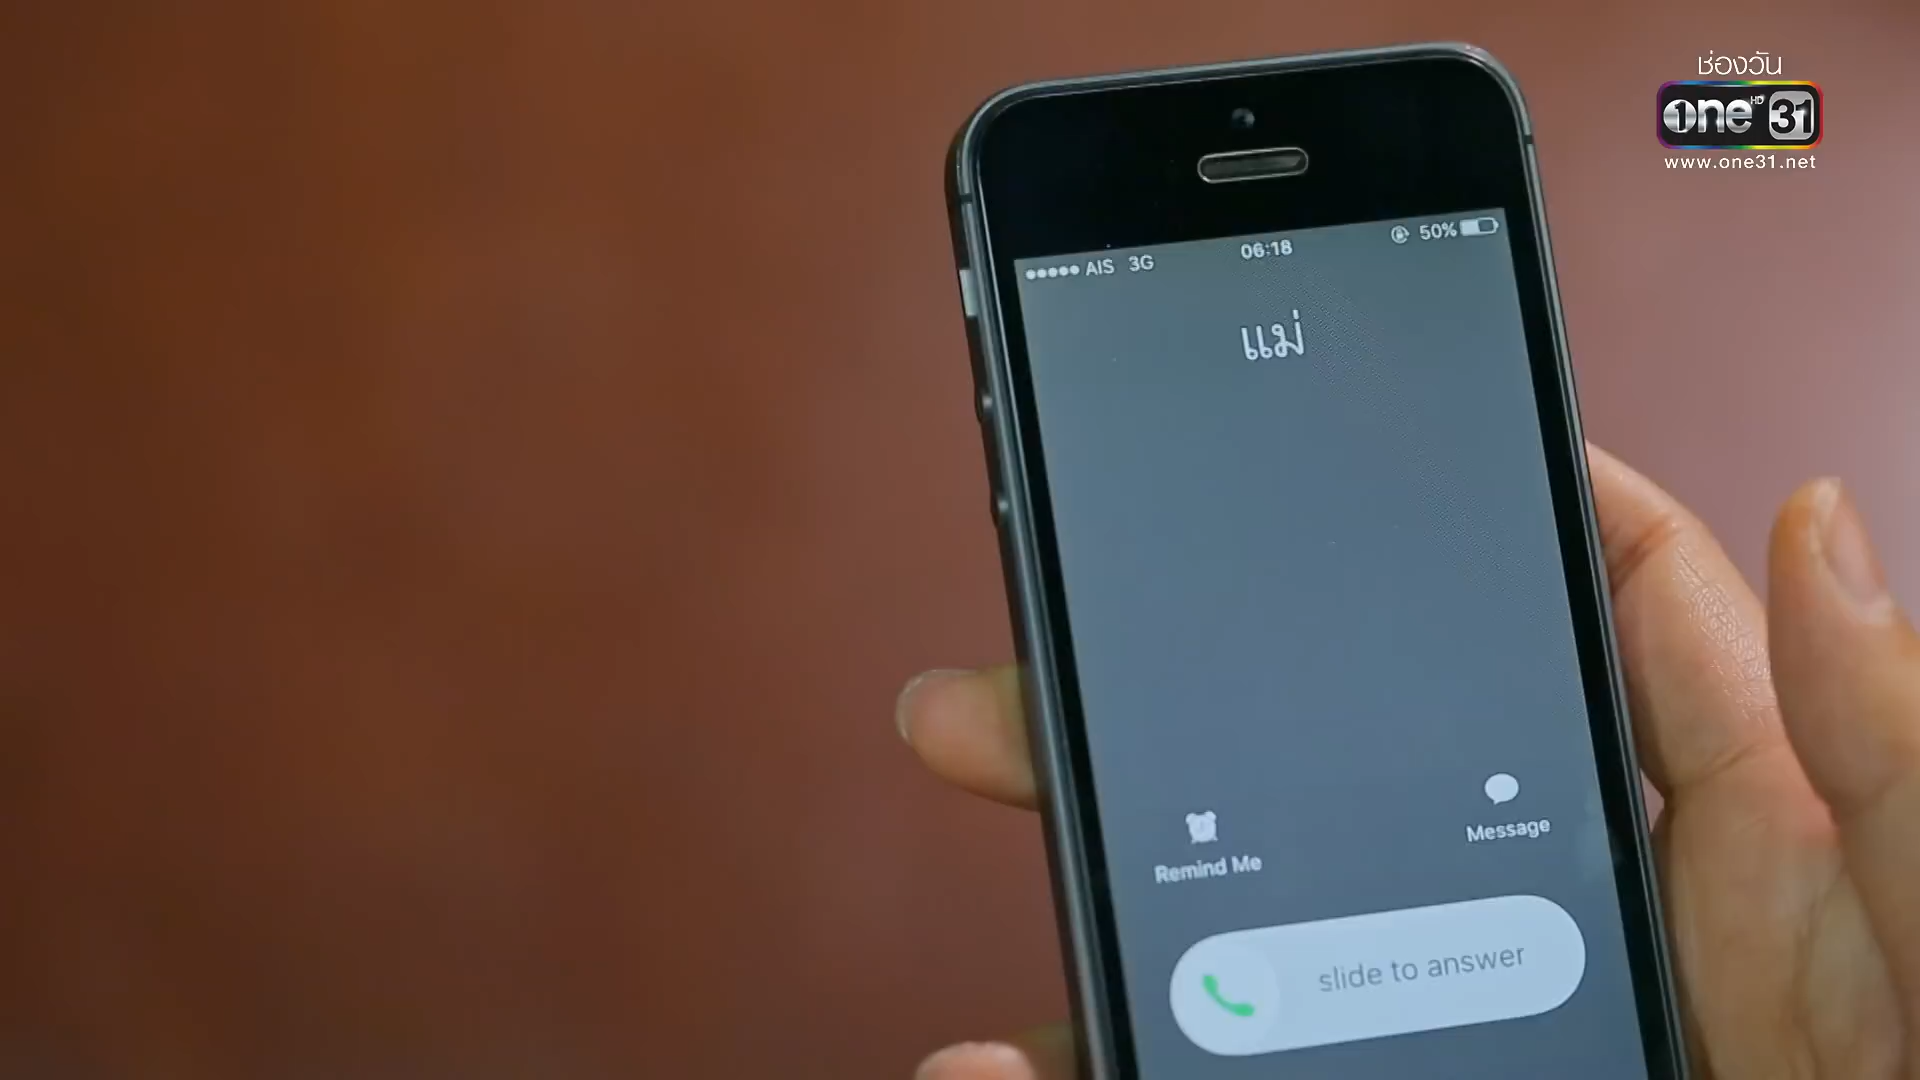 ช่องวัน
one HD 31
www.one31.net
AIS 3G 06:18 50%
แม่
Remind Me
Message
slide to answer